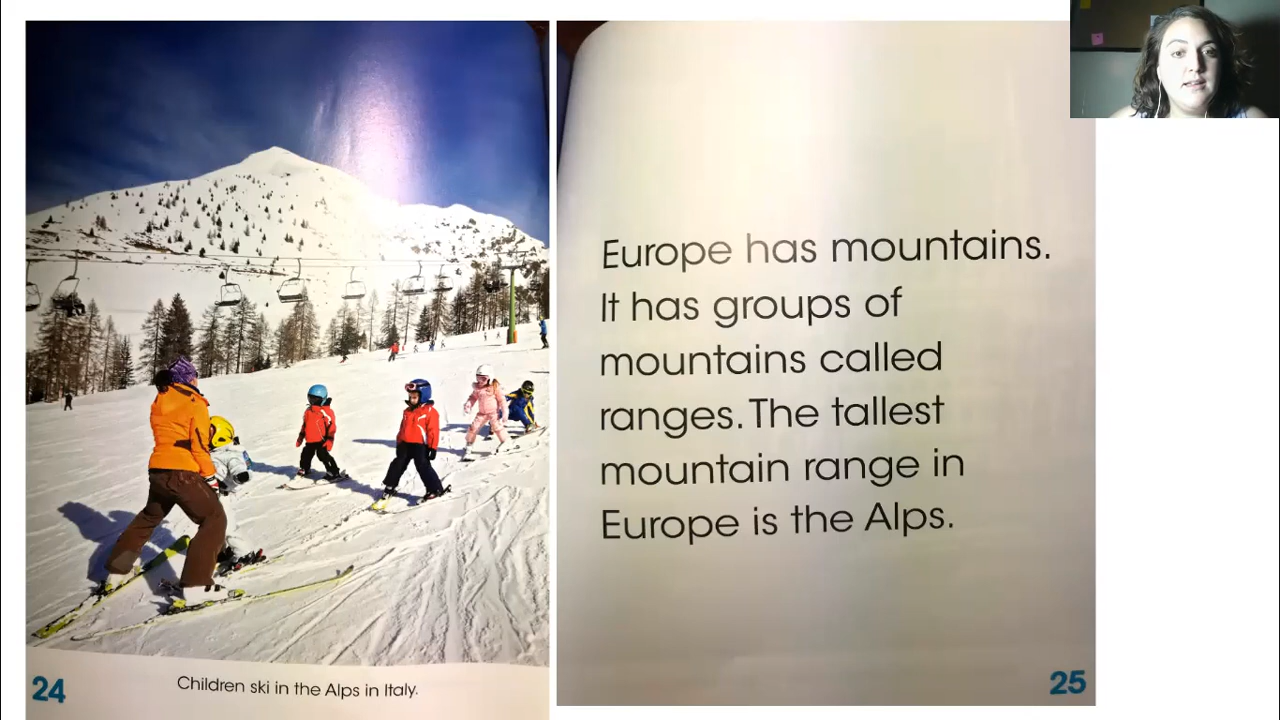 Children ski in the Alps in Italy.
24
Europe has mountains.
It has groups of
mountains called
ranges. The tallest
mountain range in
Europe is the Alps.
25